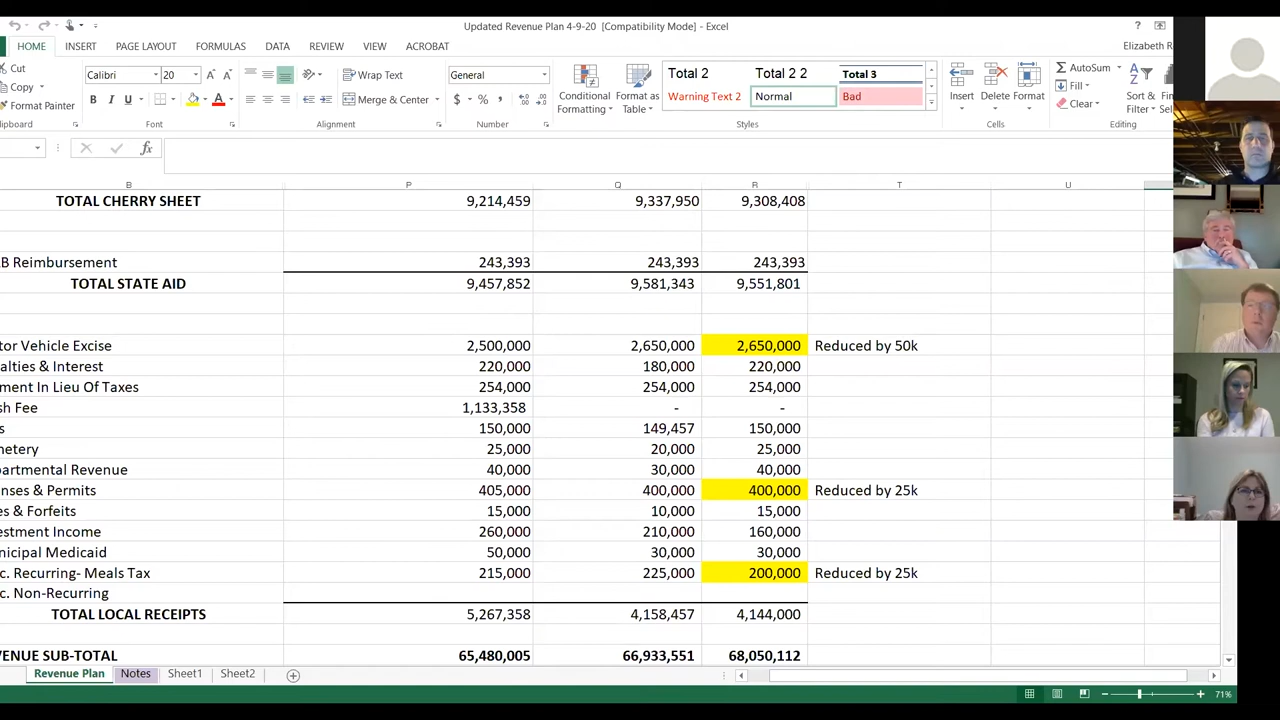 Updated Revenue Plan 4-9-20 [Compatibility Mode] - Excel
?
HOME INSERT PAGE LAYOUT FORMULAS DATA REVIEW VIEW ACROBAT
Elizabeth R
Cut
Copy
Format Painter
lipboard
Calibri 20
B I U
Font
Wrap Text
Merge & Center
Alignment
General
$ % ,
Number
Conditional Formatting
Format as Table
Total 2 Total 2 2 Total 3
Warning Text 2 Normal Bad
Styles
Insert Delete Format
Cells
AutoSum
Fill
Clear
Sort & Fin
Filter Sel
Editing
fx
B P Q R T U
TOTAL CHERRY SHEET 9,214,459 9,337,950 9,308,408
B Reimbursement 243,393 243,393 243,393
TOTAL STATE AID 9,457,852 9,581,343 9,551,801
tor Vehicle Excise 2,500,000 2,650,000 2,650,000 Reduced by 50k
alties & Interest 220,000 180,000 220,000
ment In Lieu Of Taxes 254,000 254,000 254,000
sh Fee 1,133,358 - -
s 150,000 149,457 150,000
netery 25,000 20,000 25,000
partmental Revenue 40,000 30,000 40,000
nses & Permits 405,000 400,000 400,000 Reduced by 25k
es & Forfeits 15,000 10,000 15,000
estment Income 260,000 210,000 160,000
nicipal Medicaid 50,000 30,000 30,000
c. Recurring- Meals Tax 215,000 225,000 200,000 Reduced by 25k
c. Non-Recurring
TOTAL LOCAL RECEIPTS 5,267,358 4,158,457 4,144,000
VENUE SUB-TOTAL 65,480,005 66,933,551 68,050,112
Revenue Plan Notes Sheet1 Sheet2
71%